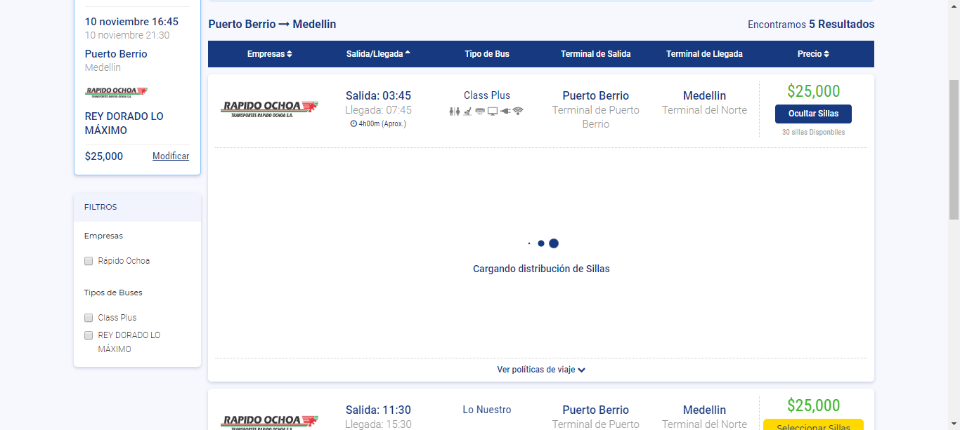 10 noviembre 16:45
10 noviembre 21:30
Puerto Berrio
Medellin
RAPIDO OCHOA
REY DORADO LO
MÁXIMO
$25,000 Modificar
FILTROS
Empresas
Rápido Ochoa
Tipos de Buses
Class Plus
REY DORADO LO
MÁXIMO
Puerto Berrio → Medellin
Encontramos 5 Resultados
Empresas Salida/Llegada Tipo de Bus Terminal de Salida Terminal de Llegada Precio
RAPIDO OCHOA
TRANSPORTES RAPIDO OCHOA S.A.
Salida: 03:45
Llegada: 07:45
4h00m (Aprox.)
Class Plus
Puerto Berrio
Terminal de Puerto
Berrio
Medellin
Terminal del Norte
$25,000
Ocultar Sillas
30 sillas Disponbiles
Cargando distribución de Sillas
Ver políticas de viaje
RAPIDO OCHOA
TRANSPORTES RAPIDO OCHOA S.A.
Salida: 11:30
Llegada: 15:30
Lo Nuestro
Puerto Berrio
Terminal de Puerto
Medellin
Terminal del Norte
$25,000
Seleccionar Sillas